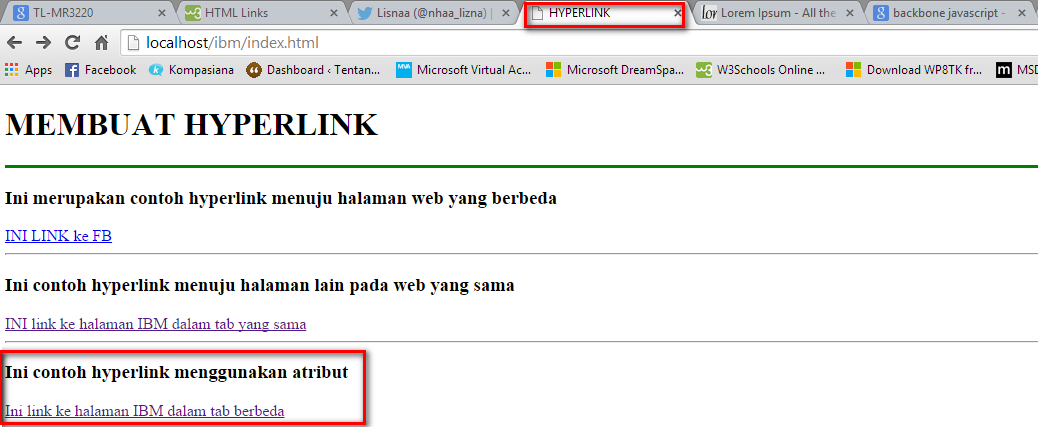 TL-MR3220
HTML Links
Lisnaa (@nhaa_lizna) |
HYPERLINK
Lorem Ipsum - All the
backbone javascript -
localhost/ibm/index.html
Apps
Facebook
Kompasiana
Dashboard ‹ Tentan...
Microsoft Virtual Ac...
Microsoft DreamSpa...
W3Schools Online ...
Download WP8TK fr...
MSD
MEMBUAT HYPERLINK
Ini merupakan contoh hyperlink menuju halaman web yang berbeda
INI LINK ke FB
Ini contoh hyperlink menuju halaman lain pada web yang sama
INI link ke halaman IBM dalam tab yang sama
Ini contoh hyperlink menggunakan atribut
Ini link ke halaman IBM dalam tab berbeda